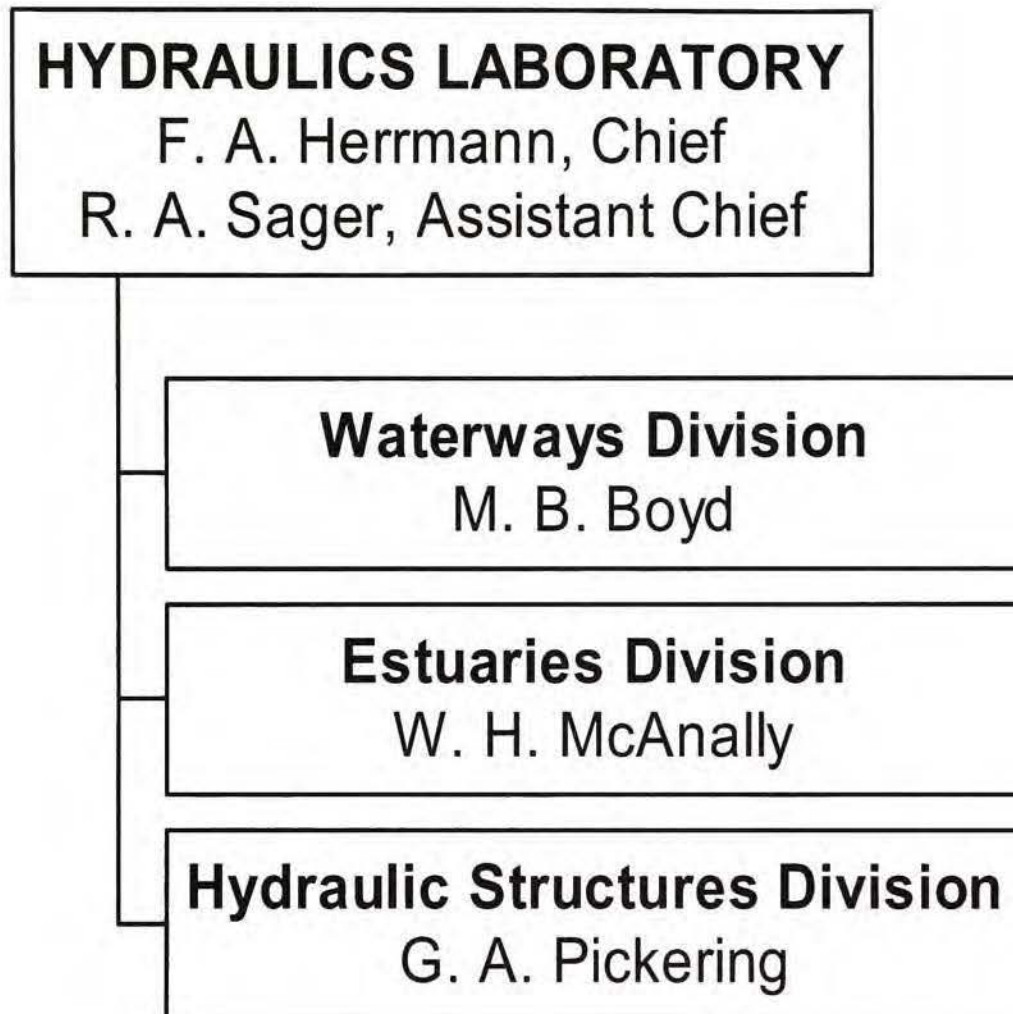 HYDRAULICS LABORATORY
F. A. Herrmann, Chief
R. A. Sager, Assistant Chief
Waterways Division
M. B. Boyd
Estuaries Division
W. H. McAnally
Hydraulic Structures Division
G. A. Pickering